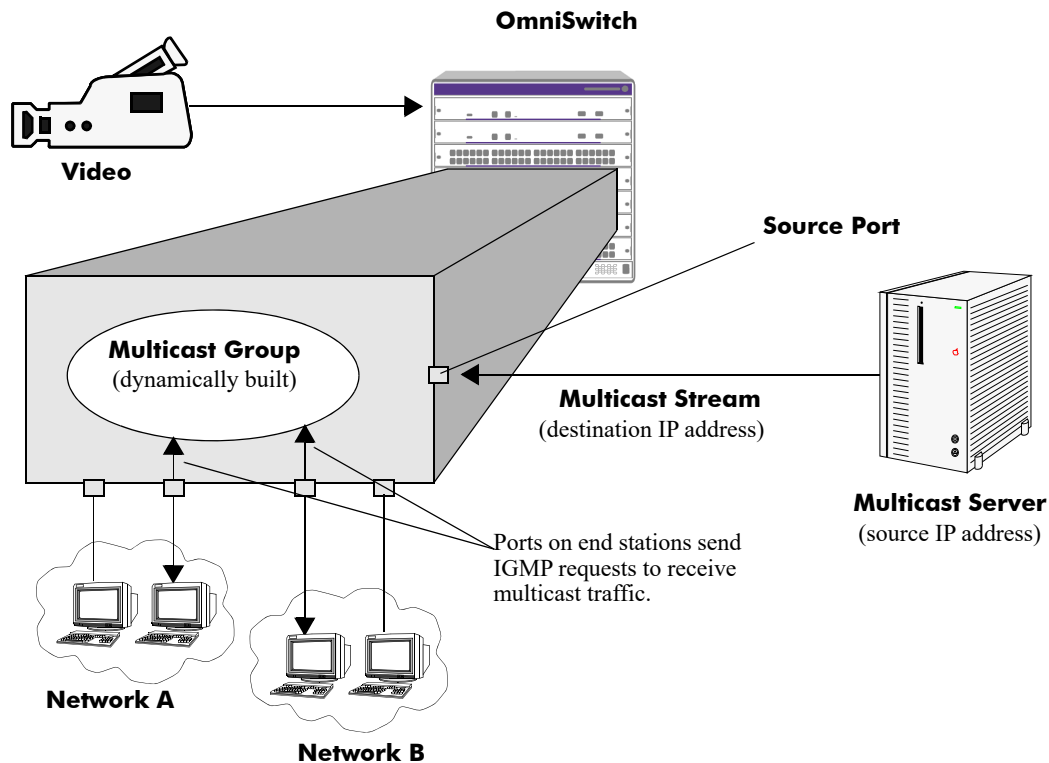 OmniSwitch
Video
Source Port
Multicast Group
(dynamically built)
Multicast Stream
(destination IP address)
Multicast Server
(source IP address)
Ports on end stations send
IGMP requests to receive
multicast traffic.
Network A
Network B